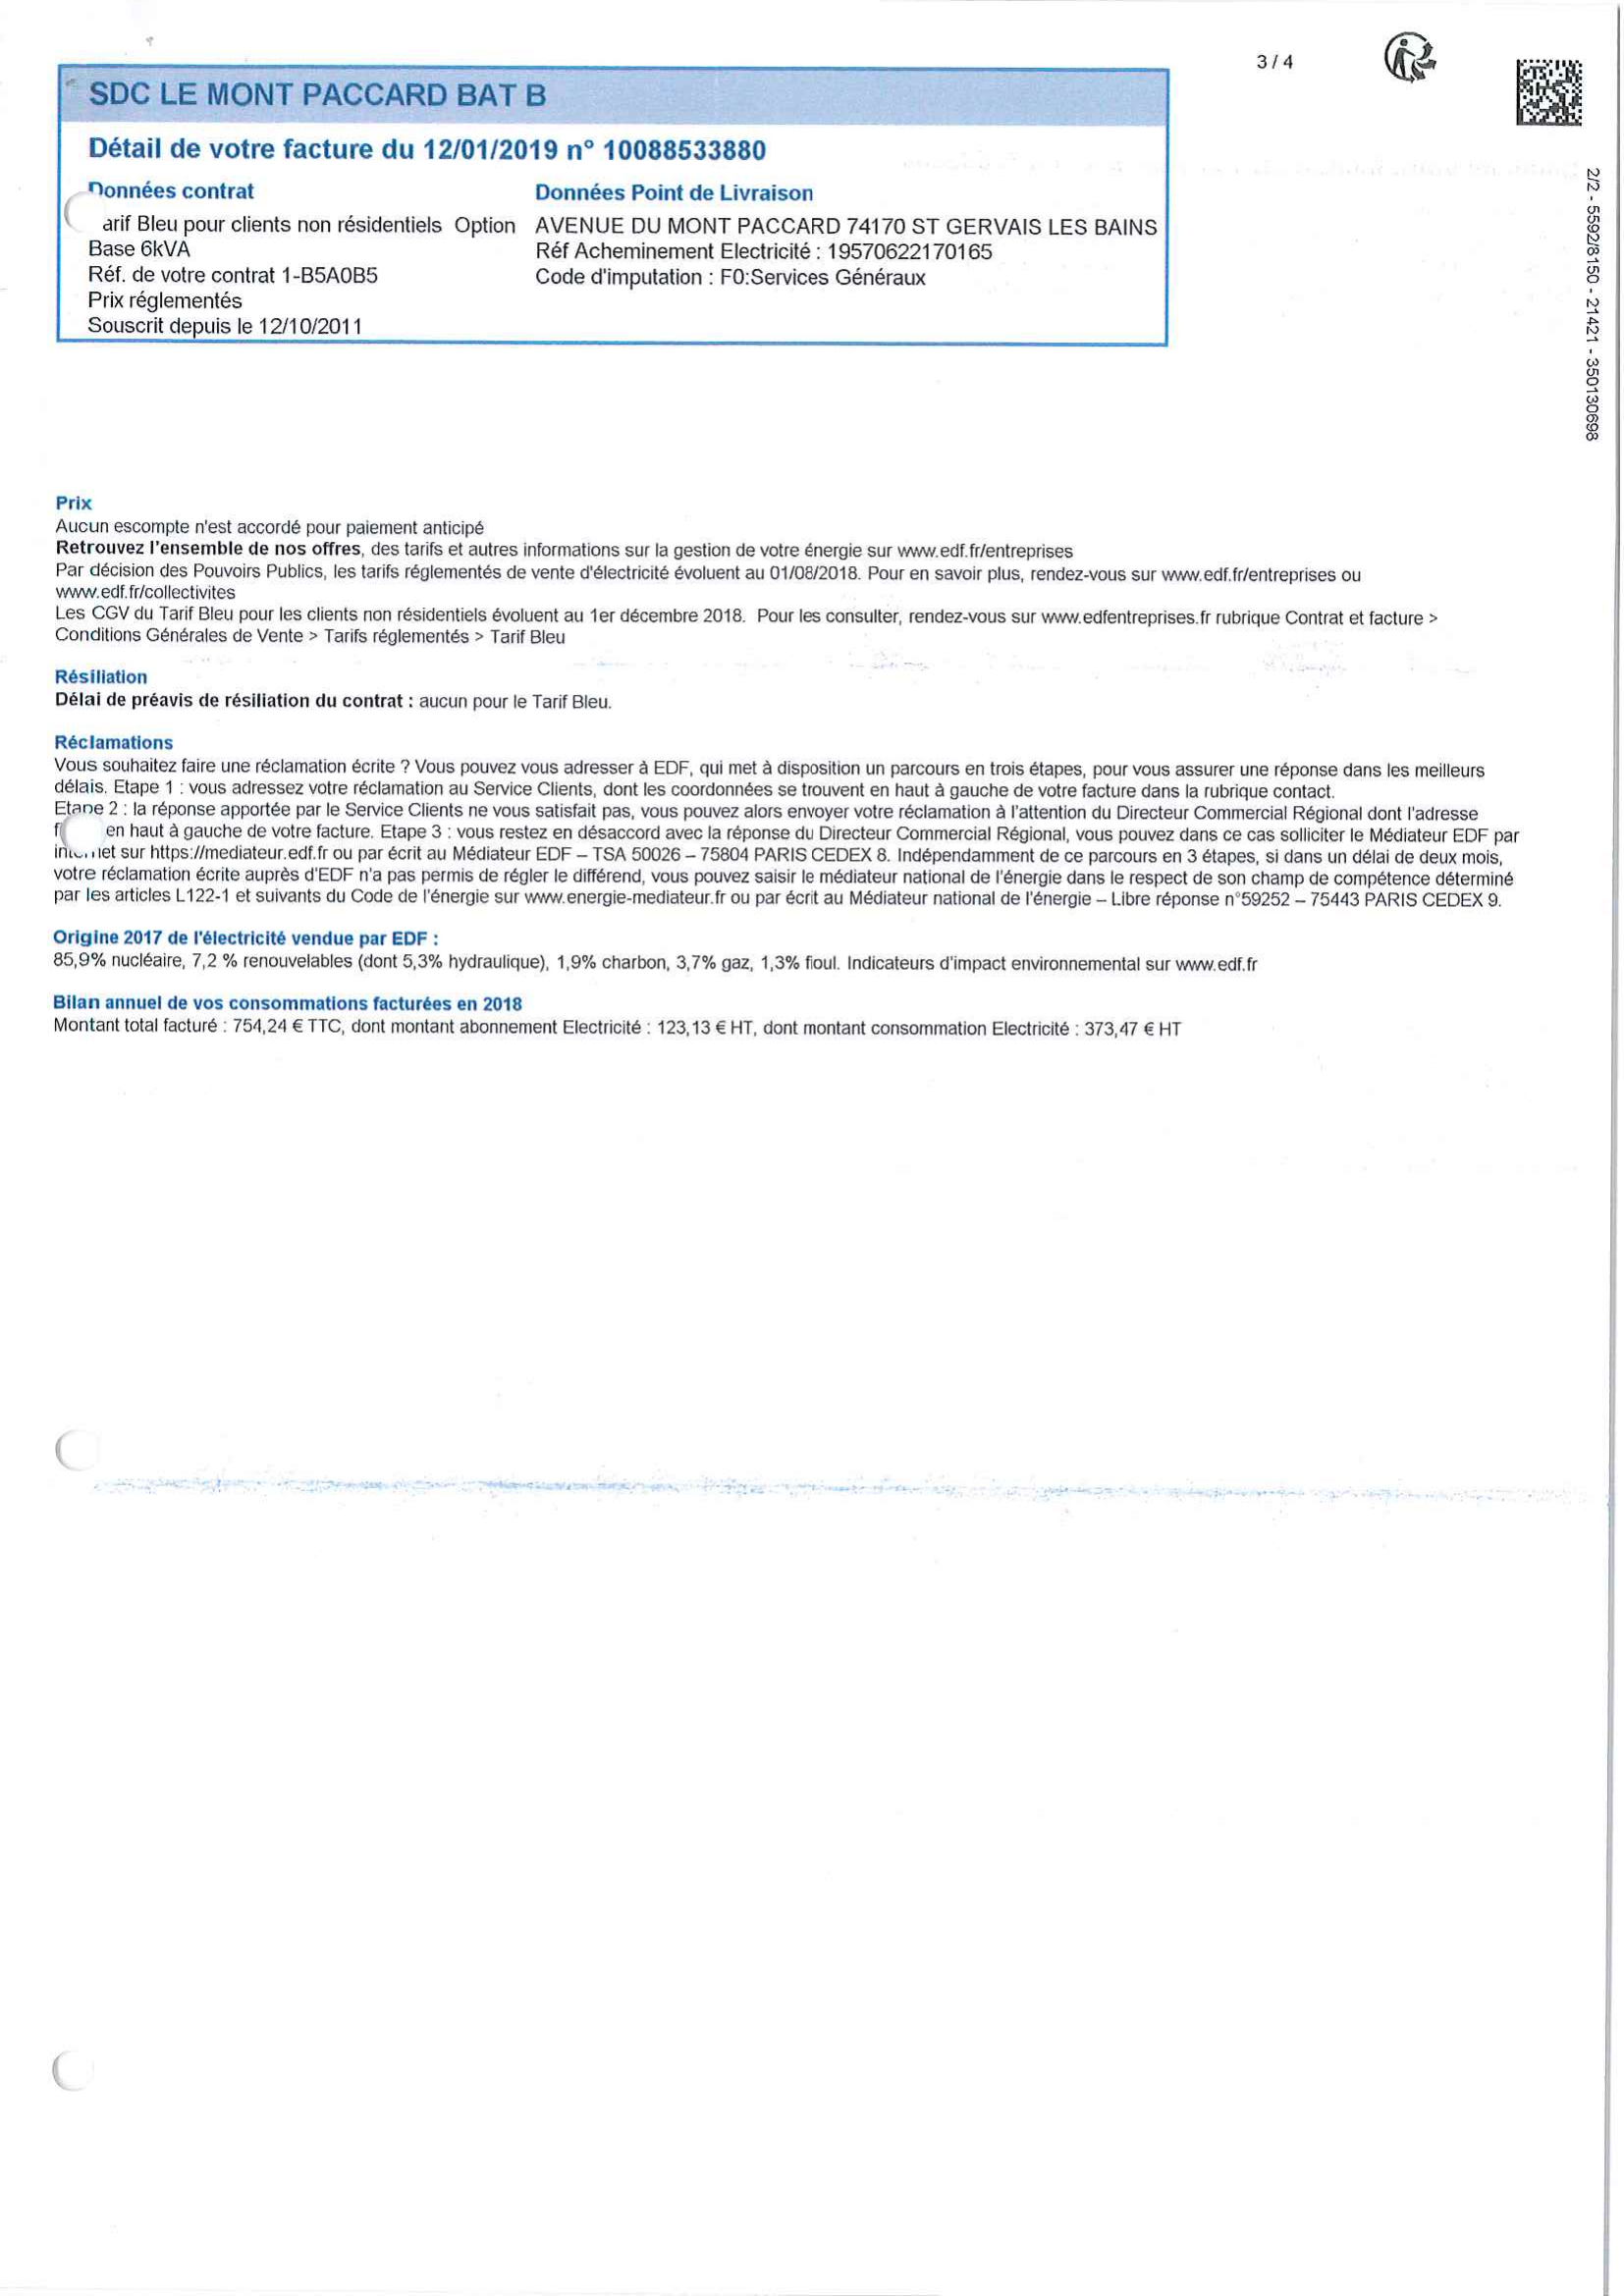 3 / 4
SDC LE MONT PACCARD BAT B
Détail de votre facture du 12/01/2019 n° 10088533880
Données contrat
arif Bleu pour clients non résidentiels Option
Base 6kVA
Réf. de votre contrat 1-B5A0B5
Prix réglementés
Souscrit depuis le 12/10/2011
Données Point de Livraison
AVENUE DU MONT PACCARD 74170 ST GERVAIS LES BAINS
Réf Acheminement Electricité : 19570622170165
Code d'imputation : F0:Services Généraux
2/2 - 5592/8150 - 21421 - 350130698
Prix
Aucun escompte n'est accordé pour paiement anticipé
Retrouvez l'ensemble de nos offres, des tarifs et autres informations sur la gestion de votre énergie sur www.edf.fr/entreprises
Par décision des Pouvoirs Publics, les tarifs réglementés de vente d'électricité évoluent au 01/08/2018. Pour en savoir plus, rendez-vous sur www.edf.fr/entreprises ou
www.edf.fr/collectivites
Les CGV du Tarif Bleu pour les clients non résidentiels évoluent au 1er décembre 2018. Pour les consulter, rendez-vous sur www.edfentreprises.fr rubrique Contrat et facture >
Conditions Générales de Vente > Tarifs réglementés > Tarif Bleu
Résiliation
Délai de préavis de résiliation du contrat : aucun pour le Tarif Bleu.
Réclamations
Vous souhaitez faire une réclamation écrite ? Vous pouvez vous adresser à EDF, qui met à disposition un parcours en trois étapes, pour vous assurer une réponse dans les meilleurs
délais. Etape 1 : vous adressez votre réclamation au Service Clients, dont les coordonnées se trouvent en haut à gauche de votre facture dans la rubrique contact.
Etape 2 : la réponse apportée par le Service Clients ne vous satisfait pas, vous pouvez alors envoyer votre réclamation à l'attention du Directeur Commercial Régional dont l'adresse
en haut à gauche de votre facture. Etape 3 : vous restez en désaccord avec la réponse du Directeur Commercial Régional, vous pouvez dans ce cas solliciter le Médiateur EDF par
internet sur https://mediateur.edf.fr ou par écrit au Médiateur EDF – TSA 50026 – 75804 PARIS CEDEX 8. Indépendamment de ce parcours en 3 étapes, si dans un délai de deux mois,
votre réclamation écrite auprès d'EDF n'a pas permis de régler le différend, vous pouvez saisir le médiateur national de l'énergie dans le respect de son champ de compétence déterminé
par les articles L122-1 et suivants du Code de l'énergie sur www.energie-mediateur.fr ou par écrit au Médiateur national de l'énergie – Libre réponse n°59252 – 75443 PARIS CEDEX 9.
Origine 2017 de l'électricité vendue par EDF :
85,9% nucléaire, 7,2 % renouvelables (dont 5,3% hydraulique), 1,9% charbon, 3,7% gaz, 1,3% fioul. Indicateurs d'impact environnemental sur www.edf.fr
Bilan annuel de vos consommations facturées en 2018
Montant total facturé : 754,24 € TTC, dont montant abonnement Electricité : 123,13 € HT, dont montant consommation Electricité : 373,47 € HT